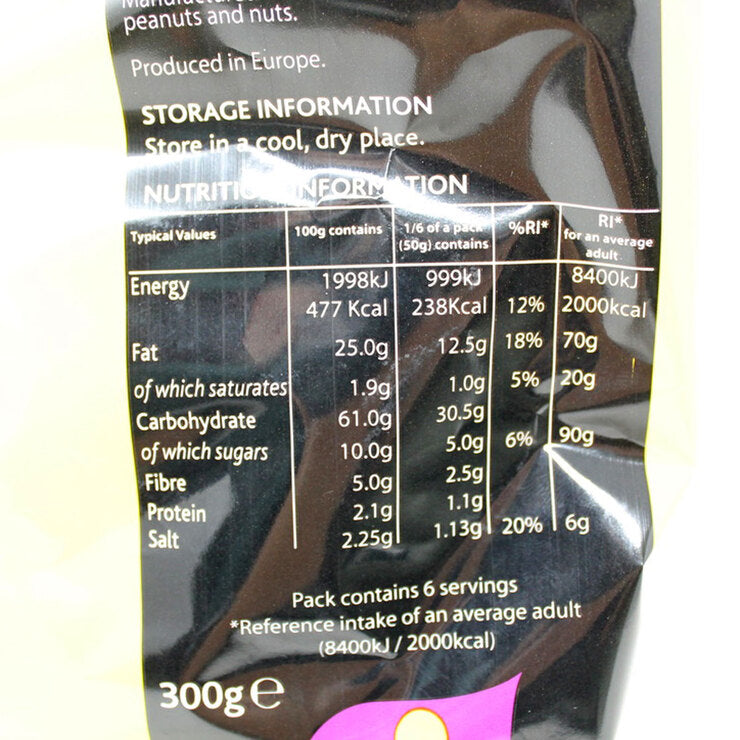 peanuts and nuts.
Produced in Europe.
STORAGE INFORMATION
Store in a cool, dry place.
NUTRITION INFORMATION
Typical Values 100g contains 1/6 of a pack (50g) contains %RI* RI* for an average adult
Energy 1998kJ 999kJ 8400kJ
477 Kcal 238Kcal 12% 2000kcal
Fat 25.0g 12.5g 18% 70g
of which saturates 1.9g 1.0g 5% 20g
Carbohydrate 61.0g 30.5g
of which sugars 10.0g 5.0g 6% 90g
Fibre 5.0g 2.5g
Protein 2.1g 1.1g
Salt 2.25g 1.13g 20% 6g
Pack contains 6 servings
*Reference intake of an average adult
(8400kJ / 2000kcal)
300g e